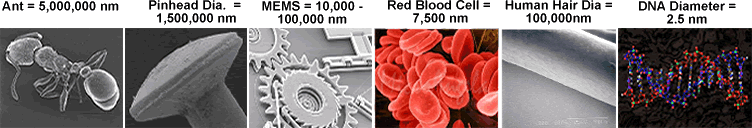 Ant = 5,000,000 nm
Pinhead Dia. =
1,500,000 nm
MEMS = 10,000 -
100,000 nm
Red Blood Cell =
7,500 nm
Human Hair Dia =
100,000nm
DNA Diameter =
2.5 nm